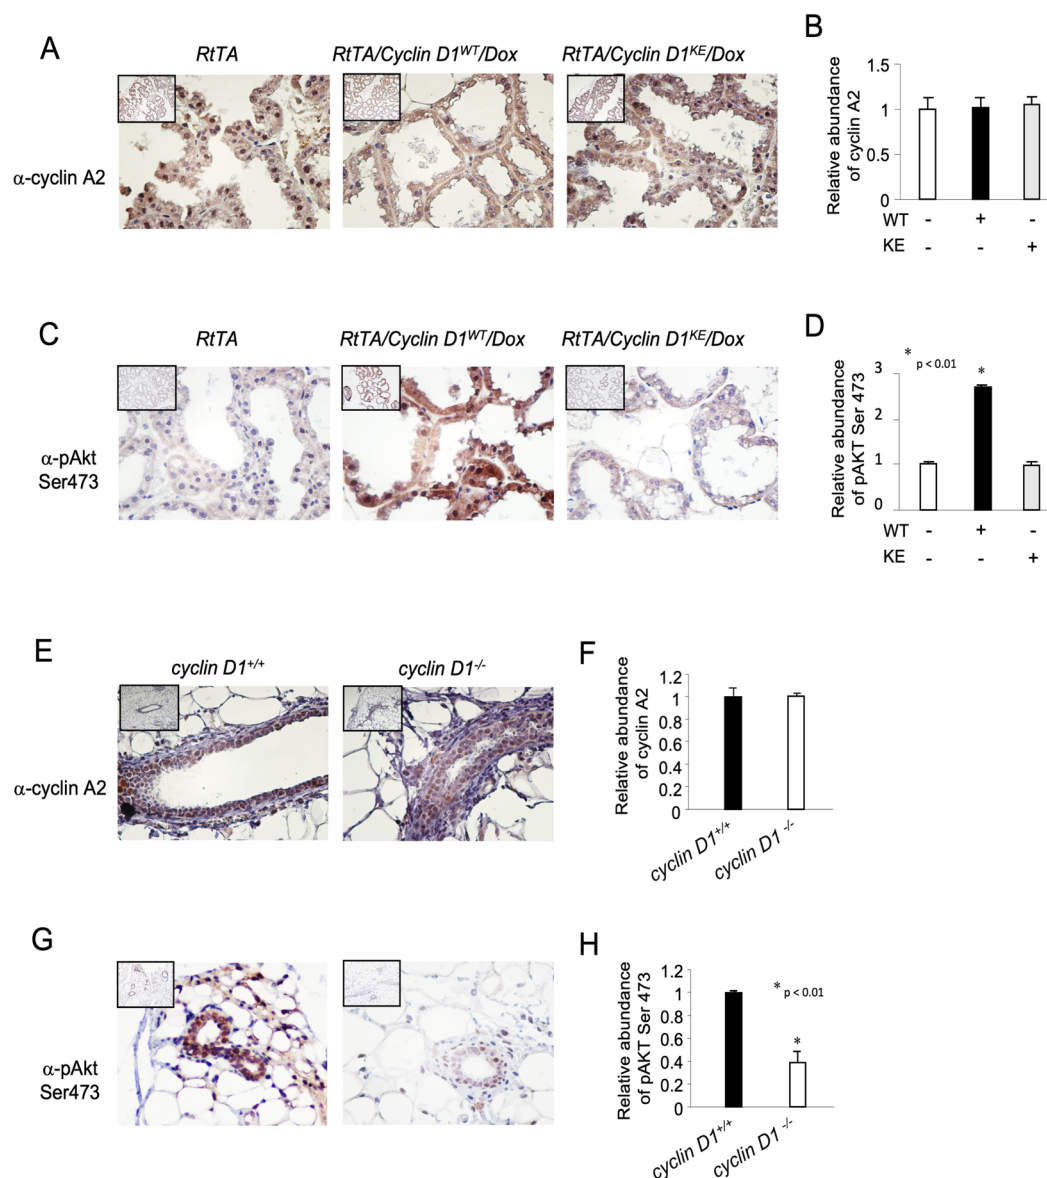 A
RtTA
RtTA/Cyclin D1WT/Dox
RtTA/Cyclin D1KE/Dox
α-cyclin A2
B
Relative abundance
of cyclin A2
1.5
1
0.5
0
WT - + -
KE - - +
C
RtTA
RtTA/Cyclin D1WT/Dox
RtTA/Cyclin D1KE/Dox
α-pAkt
Ser473
D
* p < 0.01
*
Relative abundance
of pAKT Ser 473
3
2
1
0
WT - + -
KE - - +
E
cyclin D1+/+
cyclin D1-/-
α-cyclin A2
F
Relative abundance
of cyclin A2
1.2
1
0.8
0.6
0.4
0.2
0
cyclin D1+/+
cyclin D1-/-
G
α-pAkt
Ser473
H
Relative abundance
of pAKT Ser 473
1.2
1
0.8
0.6
0.4
0.2
0
* p < 0.01
*
cyclin D1+/+
cyclin D1-/-